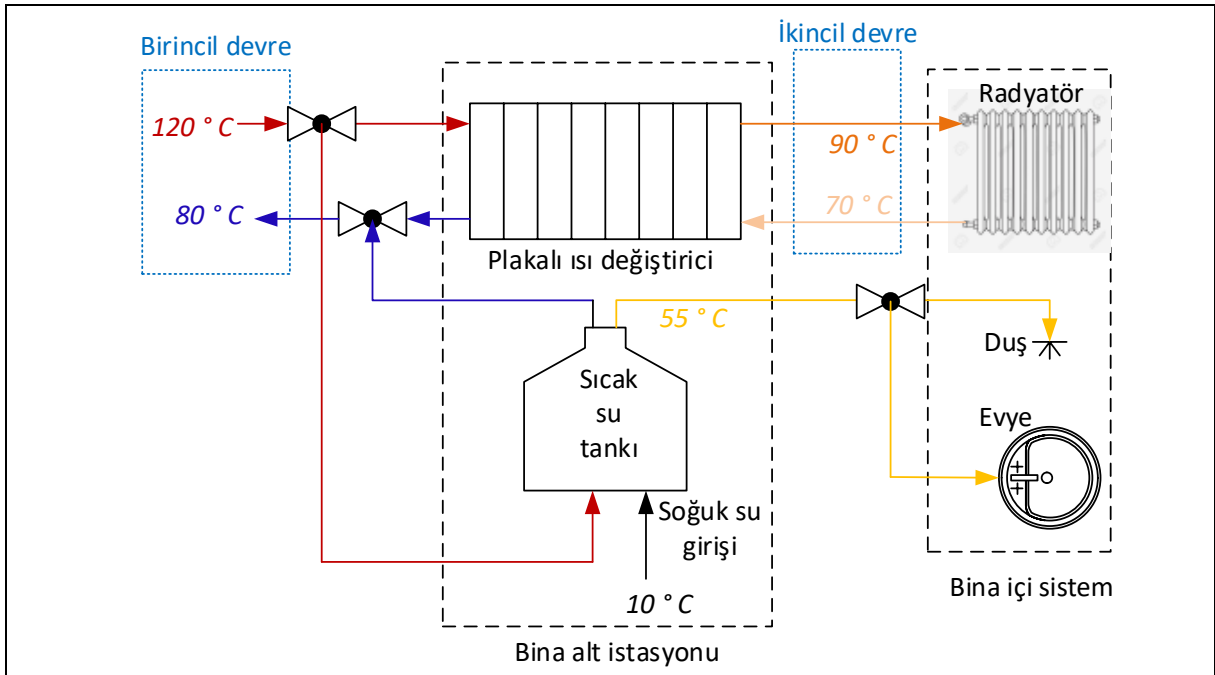 Birincil devre
İkincil devre
120 ° C
80 ° C
Plakalı ısı değiştirici
90 ° C
70 ° C
Radyatör
55 ° C
Sıcak
su
tankı
Duş
Evye
Soğuk su
girişi
10 ° C
Bina alt istasyonu
Bina içi sistem